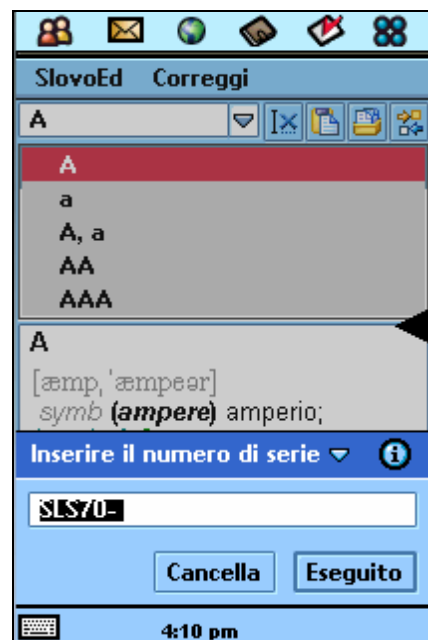 SlovoEd Correggi
A
A
a
A, a
AA
AAA
A
[æmp, ˈæmpeər]
symb (ampere) amperio;
Inserire il numero di serie
SLS70-
Cancella Eseguito
4:10 pm